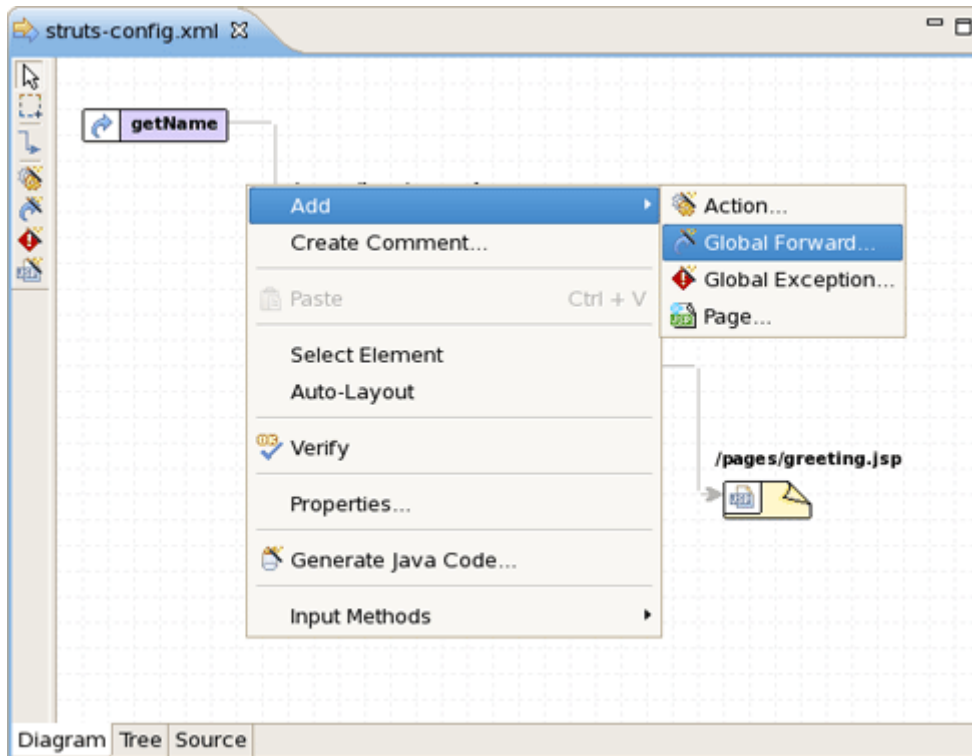 struts-config.xml
getName
Add
Create Comment...
Paste Ctrl + V
Select Element
Auto-Layout
Verify
Properties...
Generate Java Code...
Input Methods
Action...
Global Forward...
Global Exception...
Page...
/pages/greeting.jsp
Diagram Tree Source